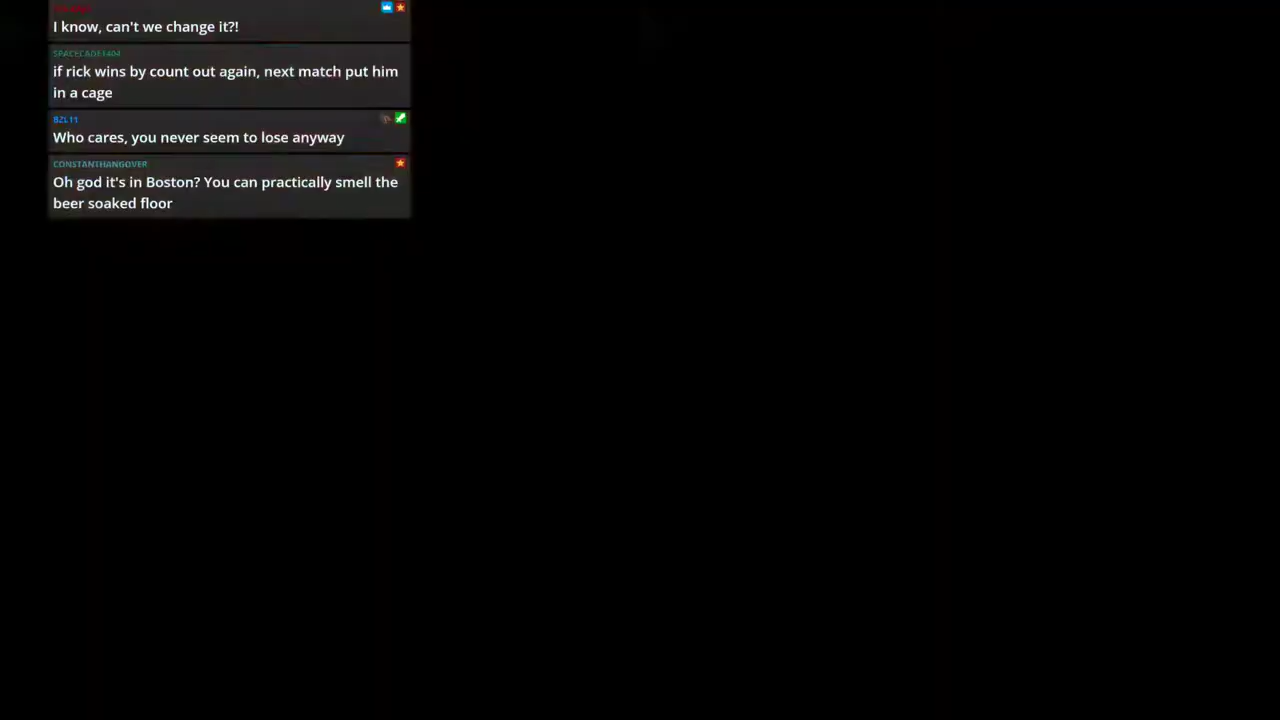 I know, can't we change it?!
SPACECADET404
if rick wins by count out again, next match put him
in a cage
BZL11
Who cares, you never seem to lose anyway
CONSTANTHANGOVER
Oh god it's in Boston? You can practically smell the
beer soaked floor